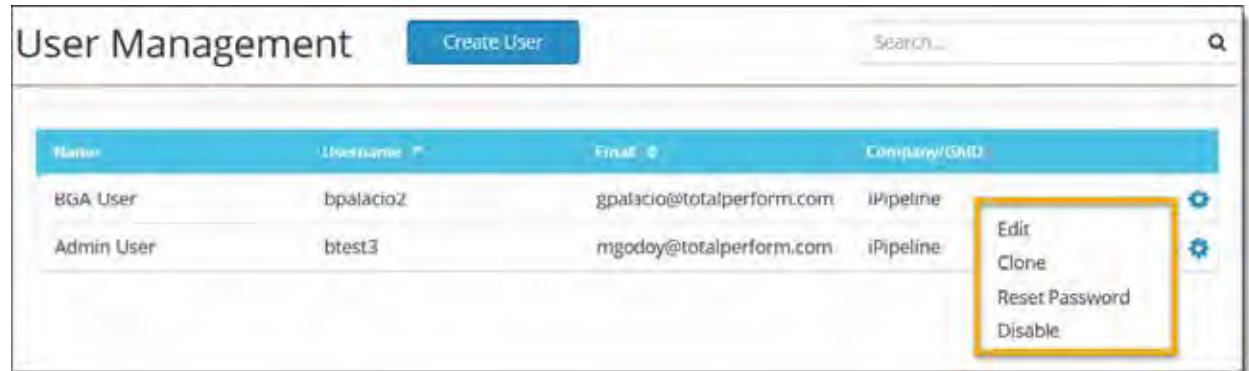 User Management Create User Search...
Name Username Email Company/GAID
BGA User bpalacio2 gpalacio@totalperform.com iPipeline
Admin User btest3 mgodoy@totalperform.com iPipeline
Edit
Clone
Reset Password
Disable